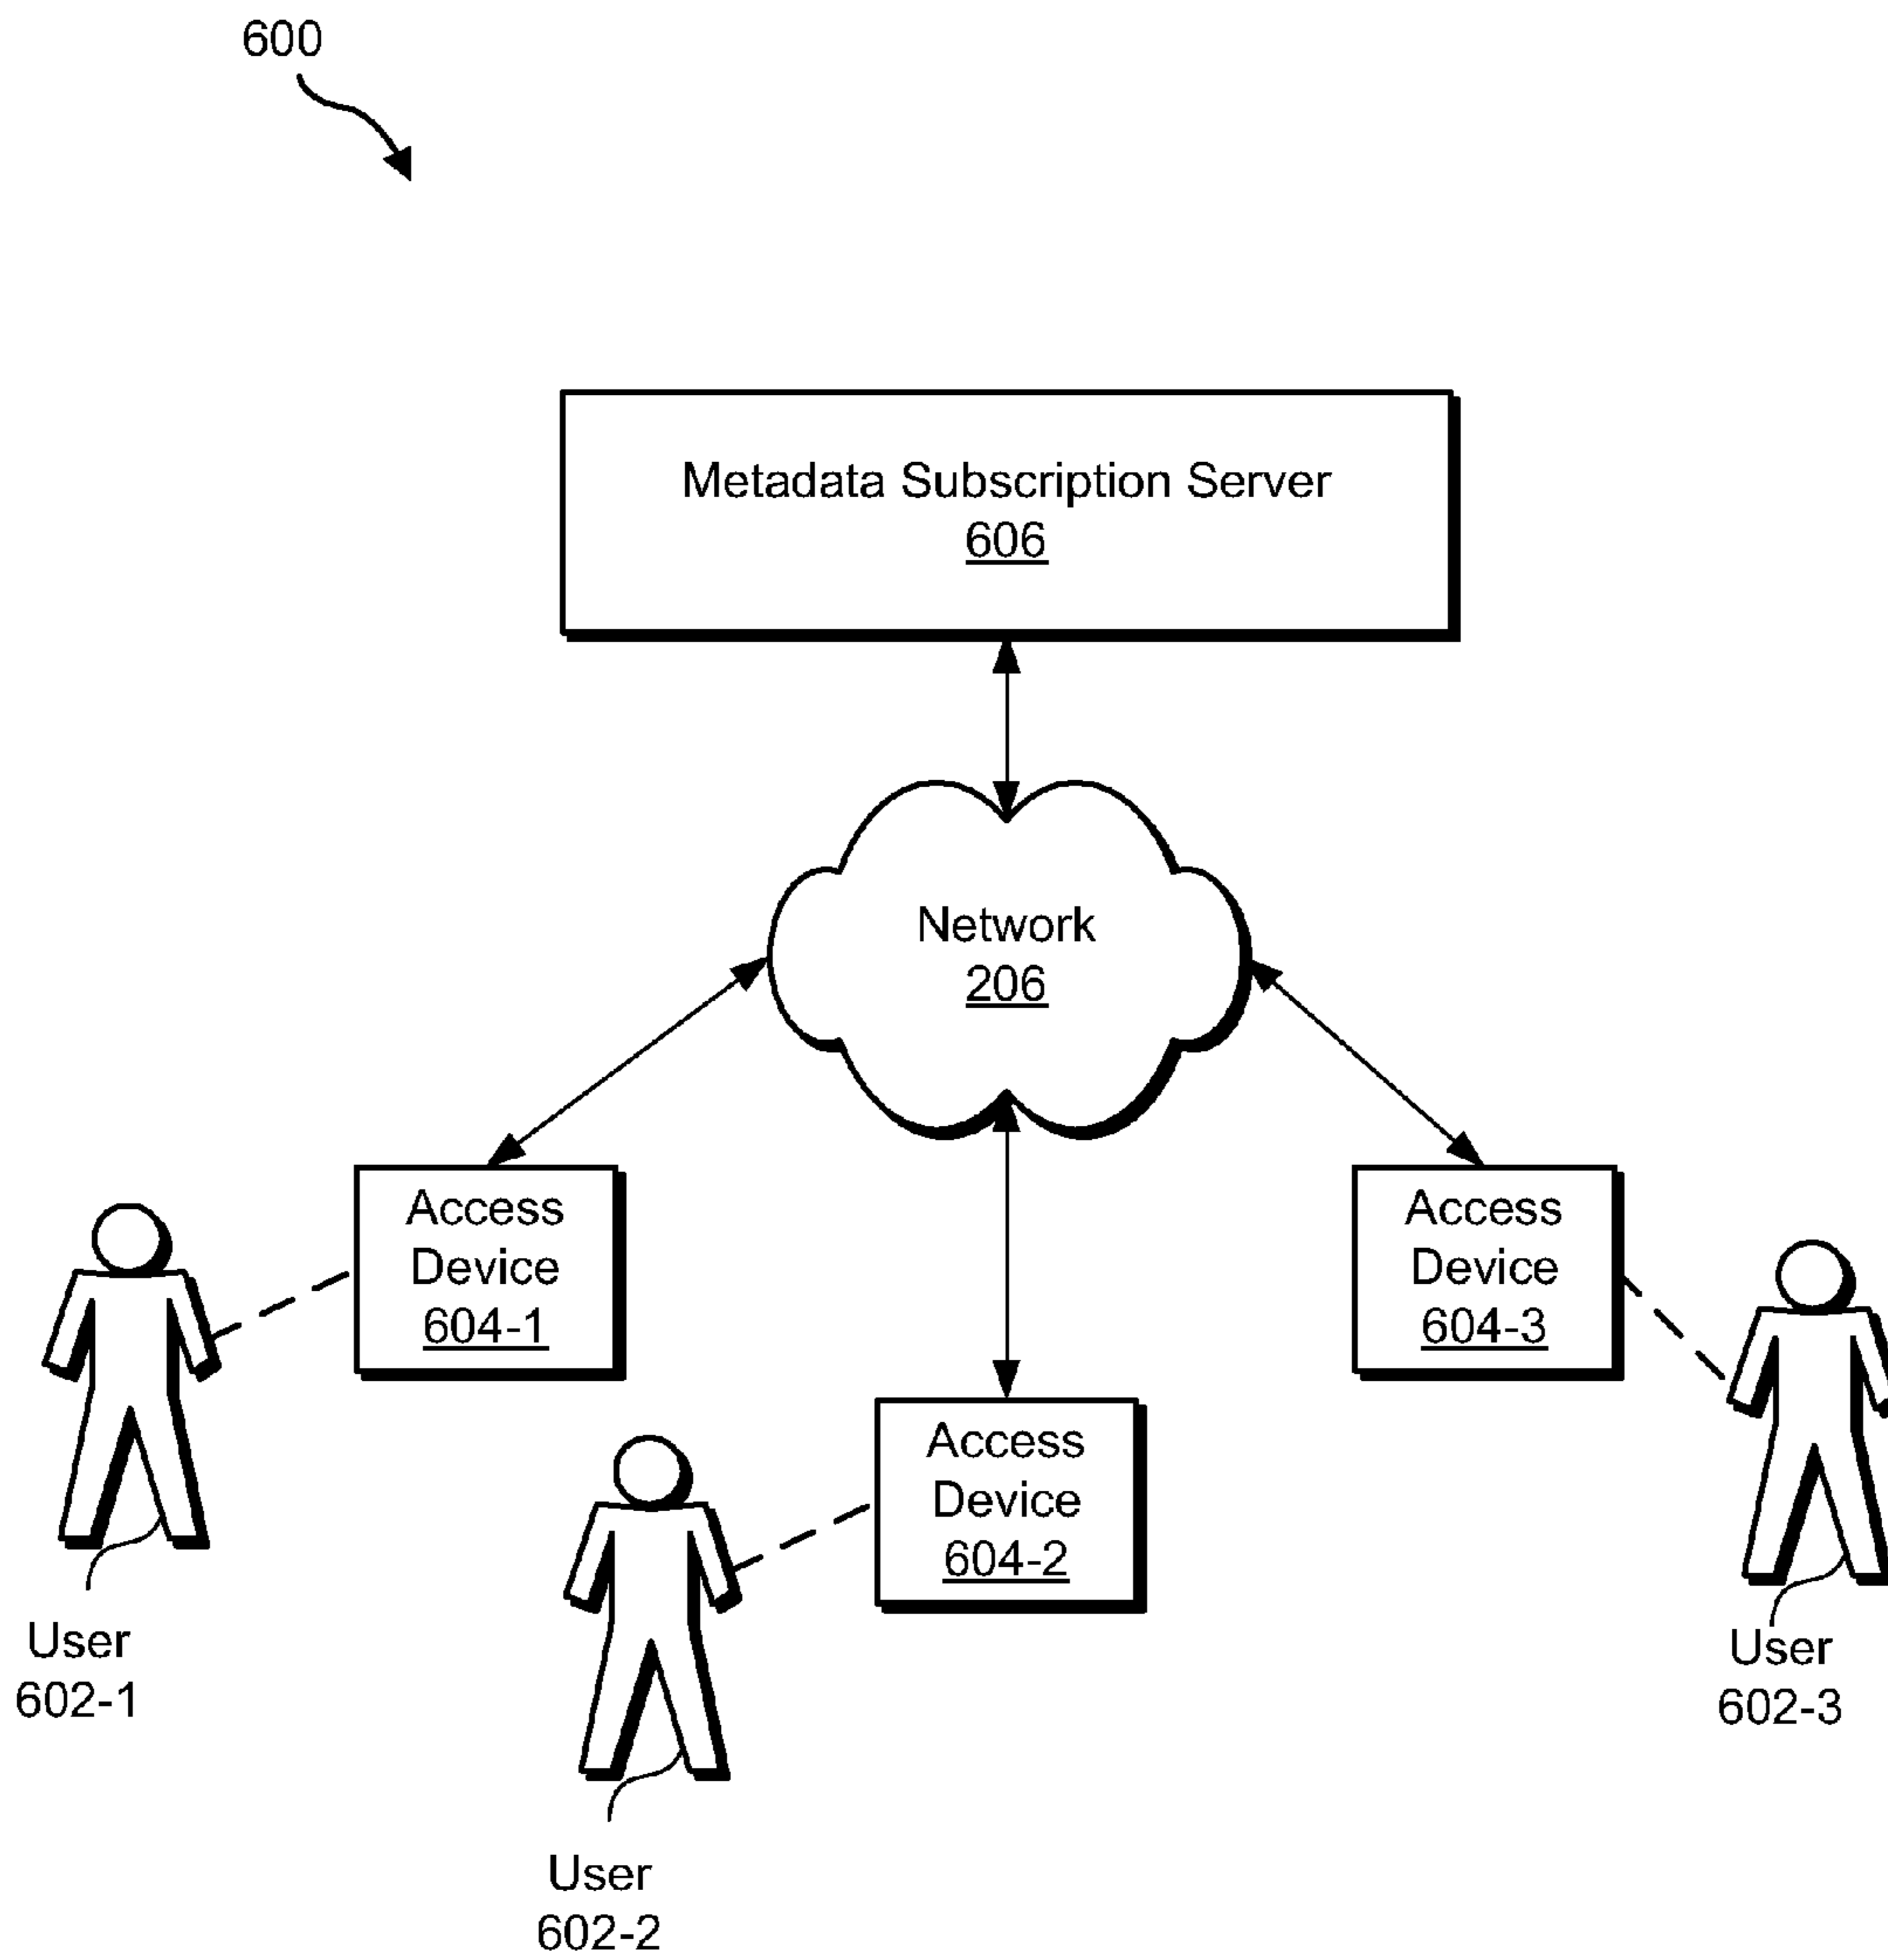 600
Metadata Subscription Server
606
Network
206
Access
Device
604-1
Access
Device
604-3
Access
Device
604-2
User
602-1
User
602-3
User
602-2